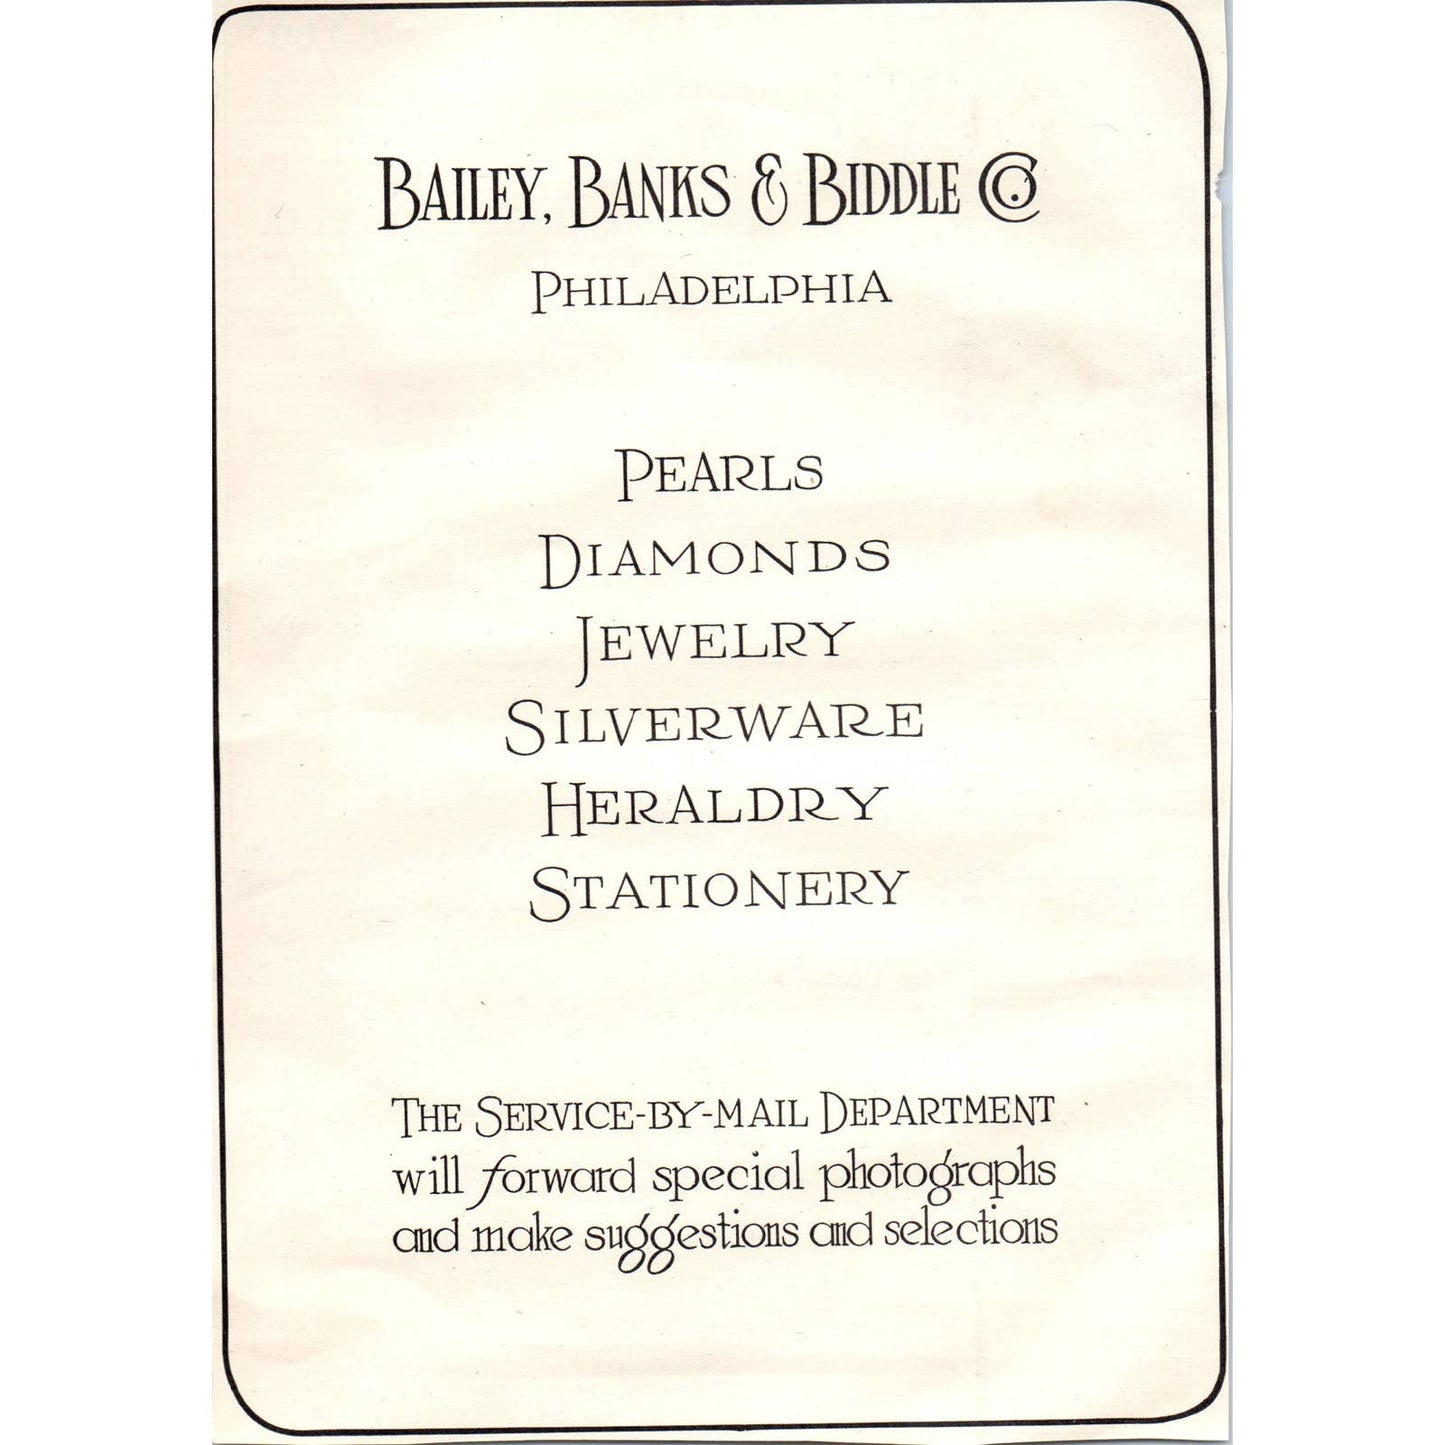 BAILEY, BANKS & BIDDLE CO.
PHILADELPHIA
PEARLS
DIAMONDS
JEWELRY
SILVERWARE
HERALDRY
STATIONERY
THE SERVICE-BY-MAIL DEPARTMENT
will forward special photographs
and make suggestions and selections